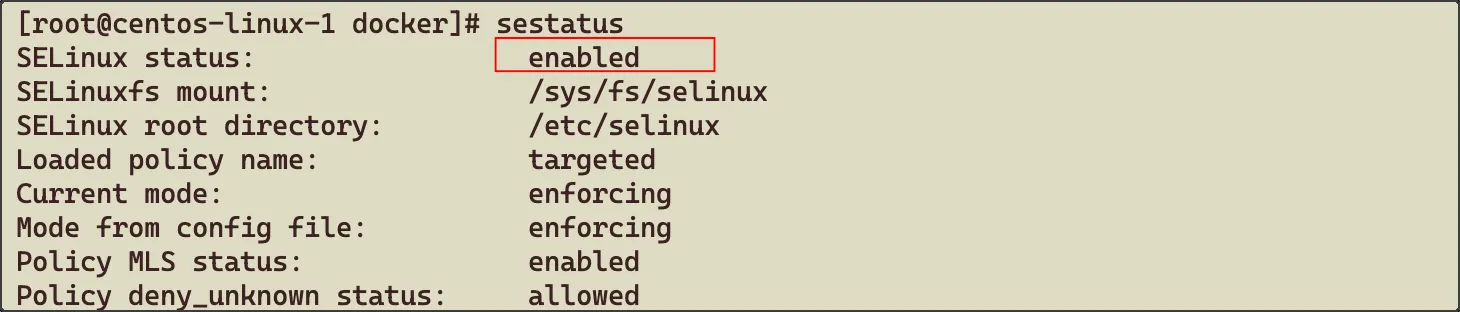 [root@centos-linux-1 docker]# sestatus
SELinux status:                 enabled
SELinuxfs mount:                /sys/fs/selinux
SELinux root directory:         /etc/selinux
Loaded policy name:             targeted
Current mode:                   enforcing
Mode from config file:          enforcing
Policy MLS status:              enabled
Policy deny_unknown status:     allowed